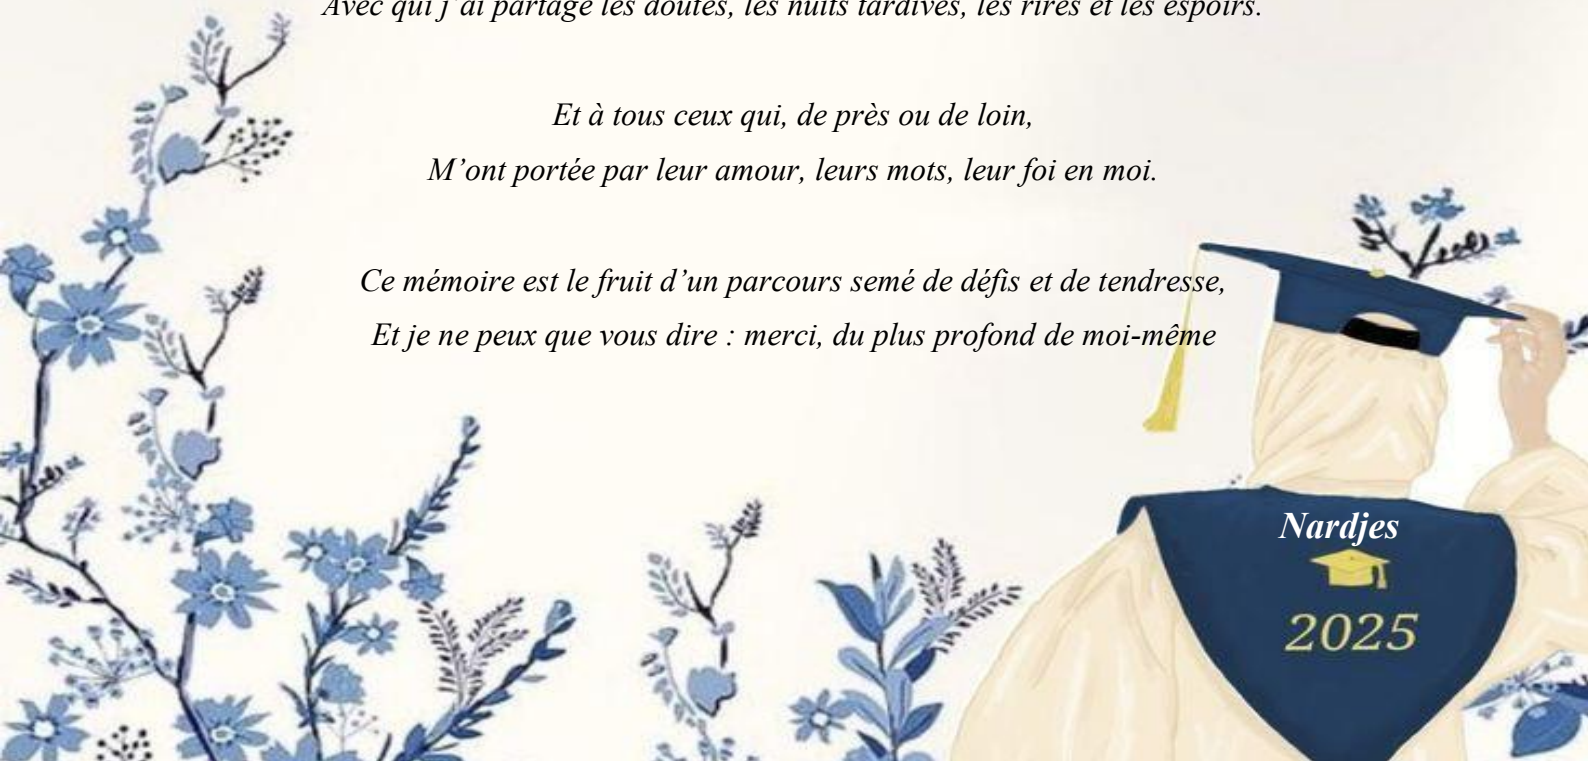 Avec qui j’ai partagé les doutes, les nuits tardives, les rires et les espoirs.
Et à tous ceux qui, de près ou de loin,
M’ont portée par leur amour, leurs mots, leur foi en moi.
Ce mémoire est le fruit d’un parcours semé de défis et de tendresse,
Et je ne peux que vous dire : merci, du plus profond de moi-même
Nardjes
2025